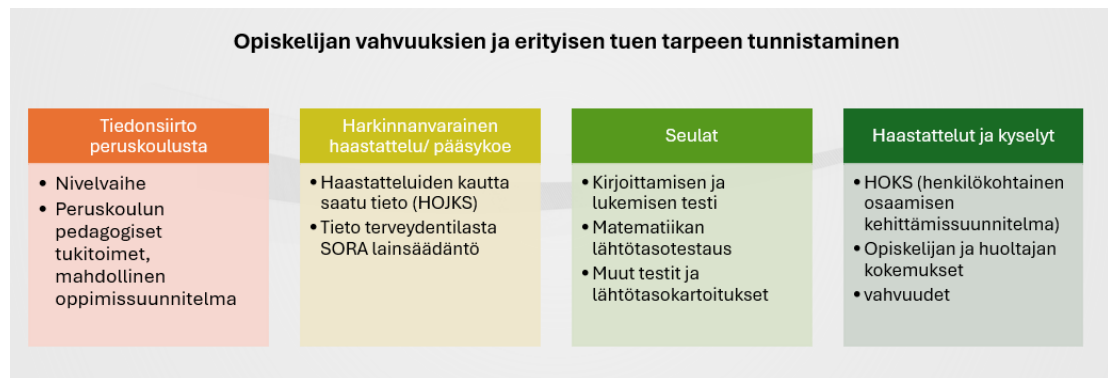 Opiskelijan vahvuuksien ja erityisen tuen tarpeen tunnistaminen
Tiedonsiirto
peruskoulusta
• Nivelvaihe
• Peruskoulun
pedagogiset
tukitoimet,
mahdollinen
oppimissuunnitelma
Harkinnanvarainen
haastattelu/ pääsykoe
• Haastatteluiden kautta
saatu tieto (HOJKS)
• Tieto terveydentilasta
SORA lainsäädäntö
Seulat
• Kirjoittamisen ja
lukemisen testi
• Matematiikan
lähtötasotestaus
• Muut testit ja
lähtötasokartoitukset
Haastattelut ja kyselyt
• HOKS (henkilökohtainen
osaamisen
kehittämissuunnitelma)
• Opiskelijan ja huoltajan
kokemukset
• vahvuudet